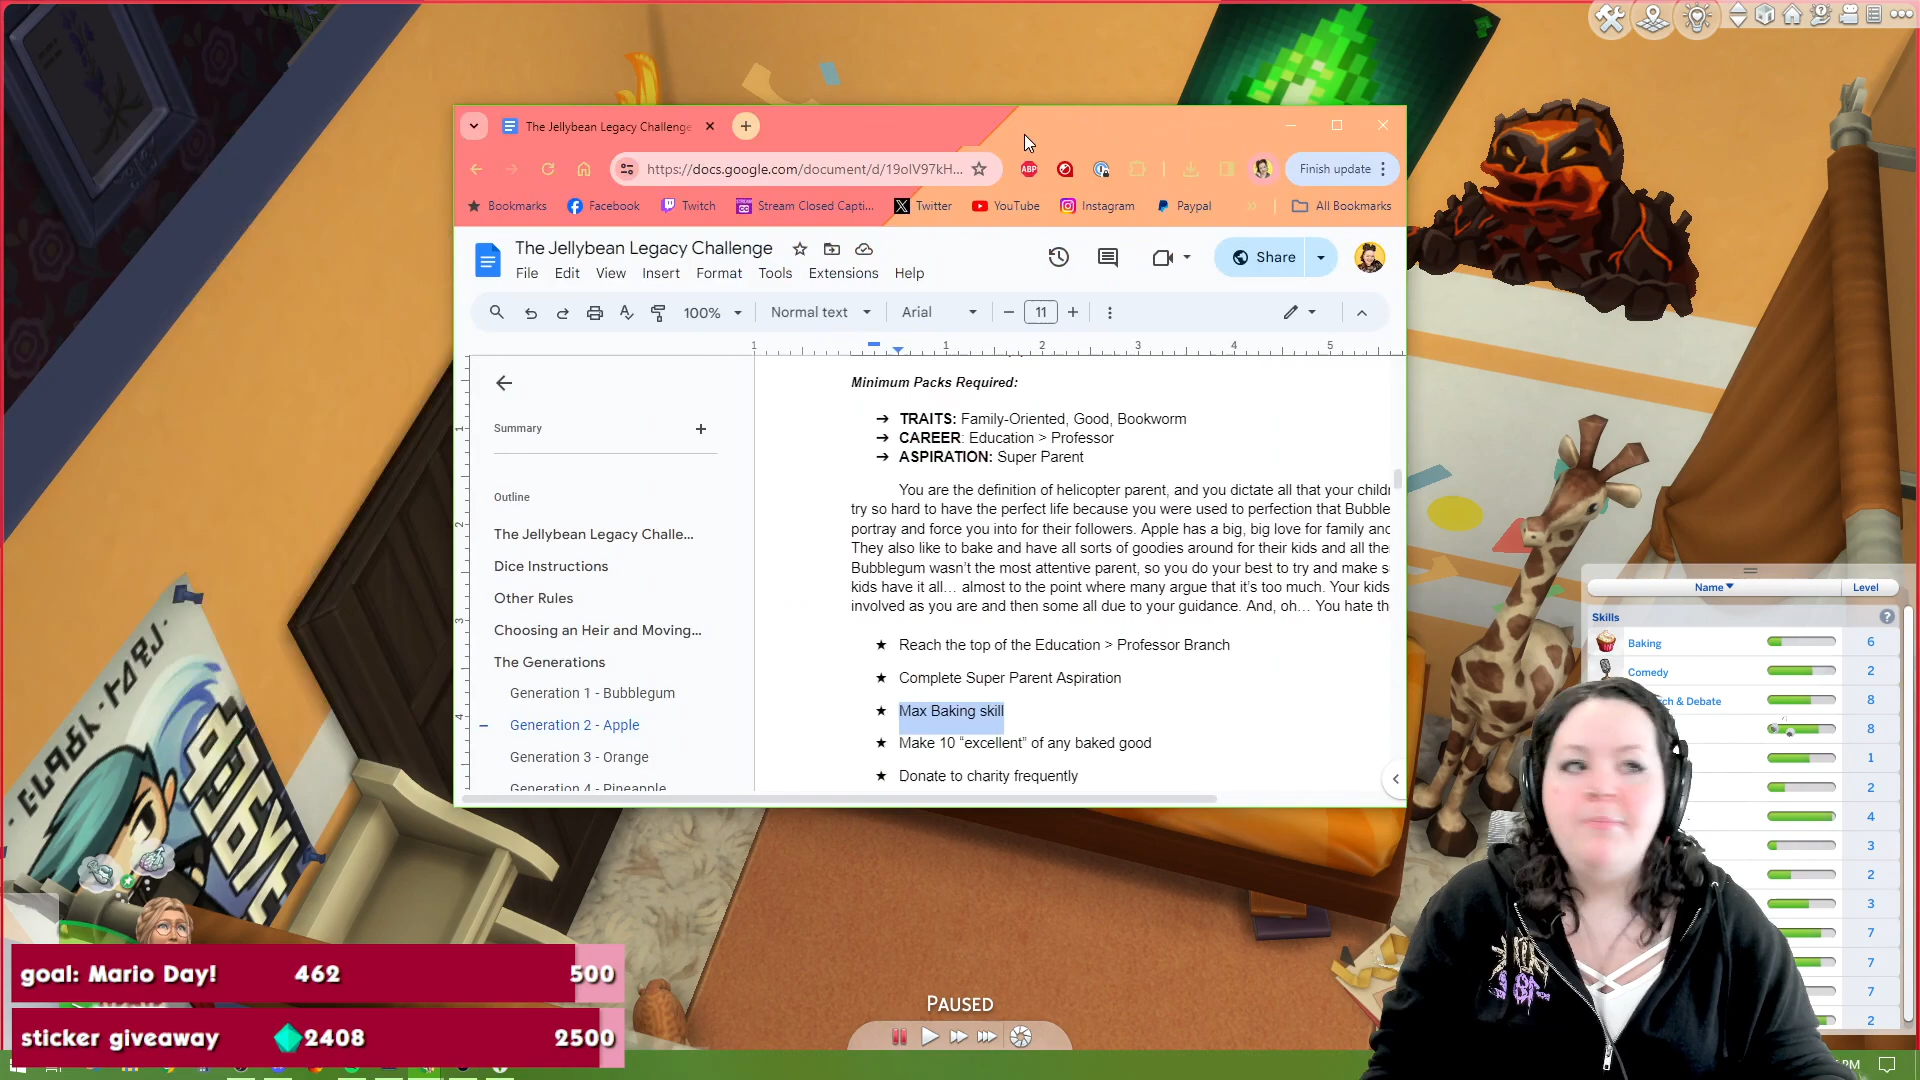 The Jellybean Legacy Challenge
https://docs.google.com/document/d/19oIV97kH...
ABP
Finish update
Bookmarks
Facebook
Twitch
Stream Closed Capti...
Twitter
YouTube
Instagram
Paypal
All Bookmarks
The Jellybean Legacy Challenge
File Edit View Insert Format Tools Extensions Help
Share
100% Normal text Arial 11
1 1 2 3 4 5
Summary
Outline
The Jellybean Legacy Challe...
Dice Instructions
Other Rules
Choosing an Heir and Moving...
The Generations
Generation 1 - Bubblegum
Generation 2 - Apple
Generation 3 - Orange
Generation 4 - Pineapple
Minimum Packs Required:
TRAITS: Family-Oriented, Good, Bookworm
CAREER: Education > Professor
ASPIRATION: Super Parent
You are the definition of helicopter parent, and you dictate all that your childr
try so hard to have the perfect life because you were used to perfection that Bubble
portray and force you into for their followers. Apple has a big, big love for family and
They also like to bake and have all sorts of goodies around for their kids and all the
Bubblegum wasn't the most attentive parent, so you do your best to try and make s
kids have it all... almost to the point where many argue that it's too much. Your kids
involved as you are and then some all due to your guidance. And, oh... You hate th
Reach the top of the Education > Professor Branch
Complete Super Parent Aspiration
Max Baking skill
Make 10 “excellent” of any baked good
Donate to charity frequently
Name Level
Skills
Baking 6
Comedy 2
rch & Debate 8
8
1
2
4
3
2
3
7
7
7
2
PAUSED
goal: Mario Day! 462 500
sticker giveaway 2408 2500
PM